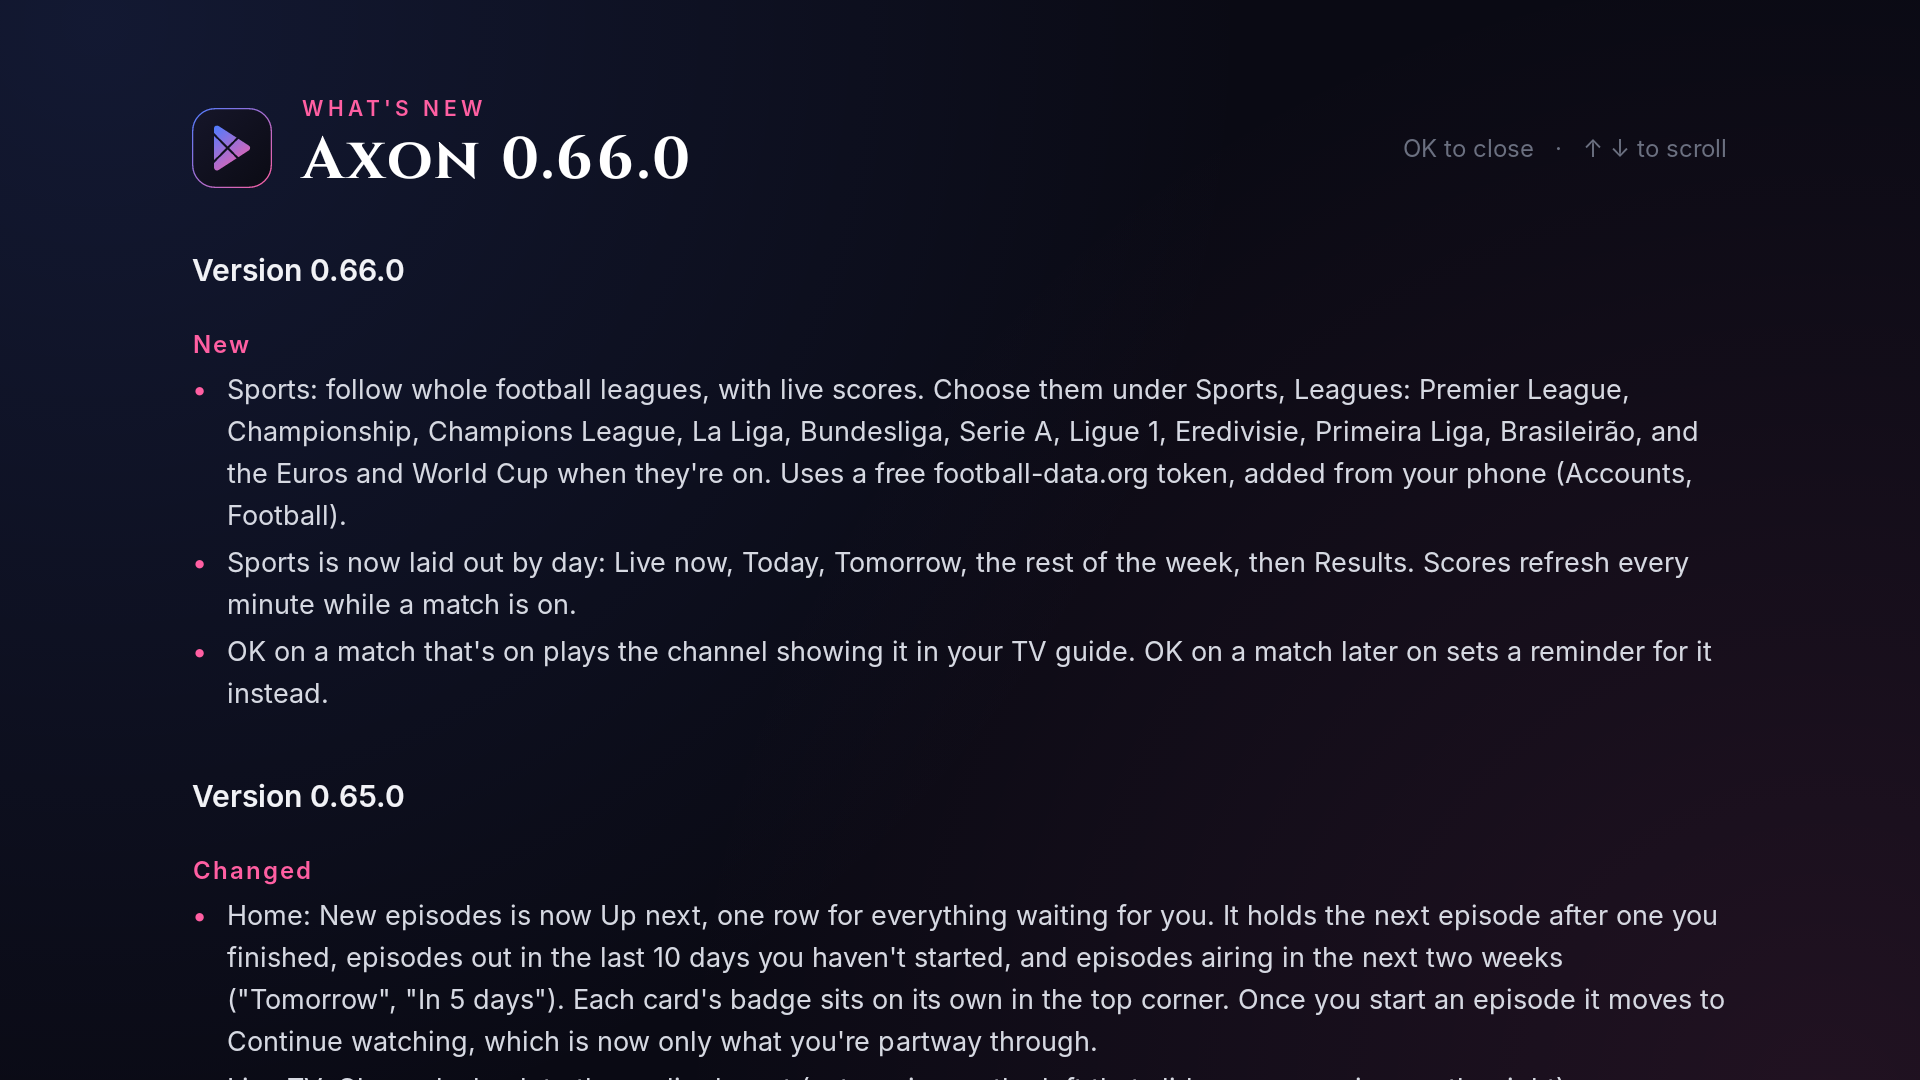 WHAT'S NEW
AXON 0.66.0
OK to close · ↑ ↓ to scroll
Version 0.66.0
New
• Sports: follow whole football leagues, with live scores. Choose them under Sports, Leagues: Premier League,
Championship, Champions League, La Liga, Bundesliga, Serie A, Ligue 1, Eredivisie, Primeira Liga, Brasileirão, and
the Euros and World Cup when they're on. Uses a free football-data.org token, added from your phone (Accounts,
Football).
• Sports is now laid out by day: Live now, Today, Tomorrow, the rest of the week, then Results. Scores refresh every
minute while a match is on.
• OK on a match that's on plays the channel showing it in your TV guide. OK on a match later on sets a reminder for it
instead.
Version 0.65.0
Changed
• Home: New episodes is now Up next, one row for everything waiting for you. It holds the next episode after one you
finished, episodes out in the last 10 days you haven't started, and episodes airing in the next two weeks
("Tomorrow", "In 5 days"). Each card's badge sits on its own in the top corner. Once you start an episode it moves to
Continue watching, which is now only what you're partway through.